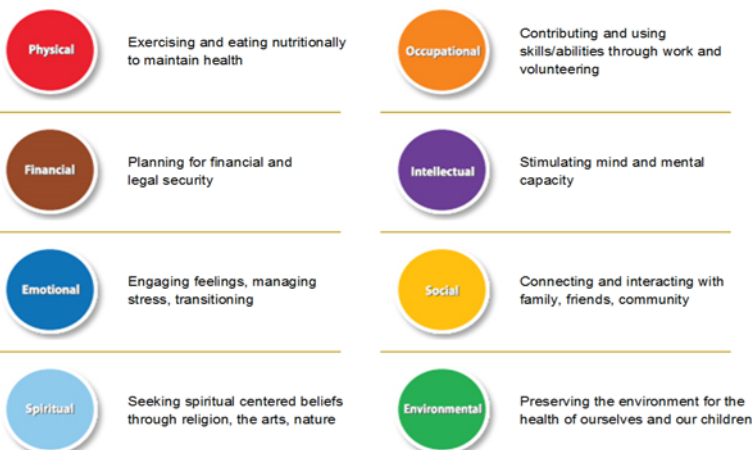 Physical
Exercising and eating nutritionally
to maintain health
Occupational
Contributing and using
skills/abilities through work and
volunteering
Financial
Planning for financial and
legal security
Intellectual
Stimulating mind and mental
capacity
Emotional
Engaging feelings, managing
stress, transitioning
Social
Connecting and interacting with
family, friends, community
Spiritual
Seeking spiritual centered beliefs
through religion, the arts, nature
Environmental
Preserving the environment for the
health of ourselves and our children